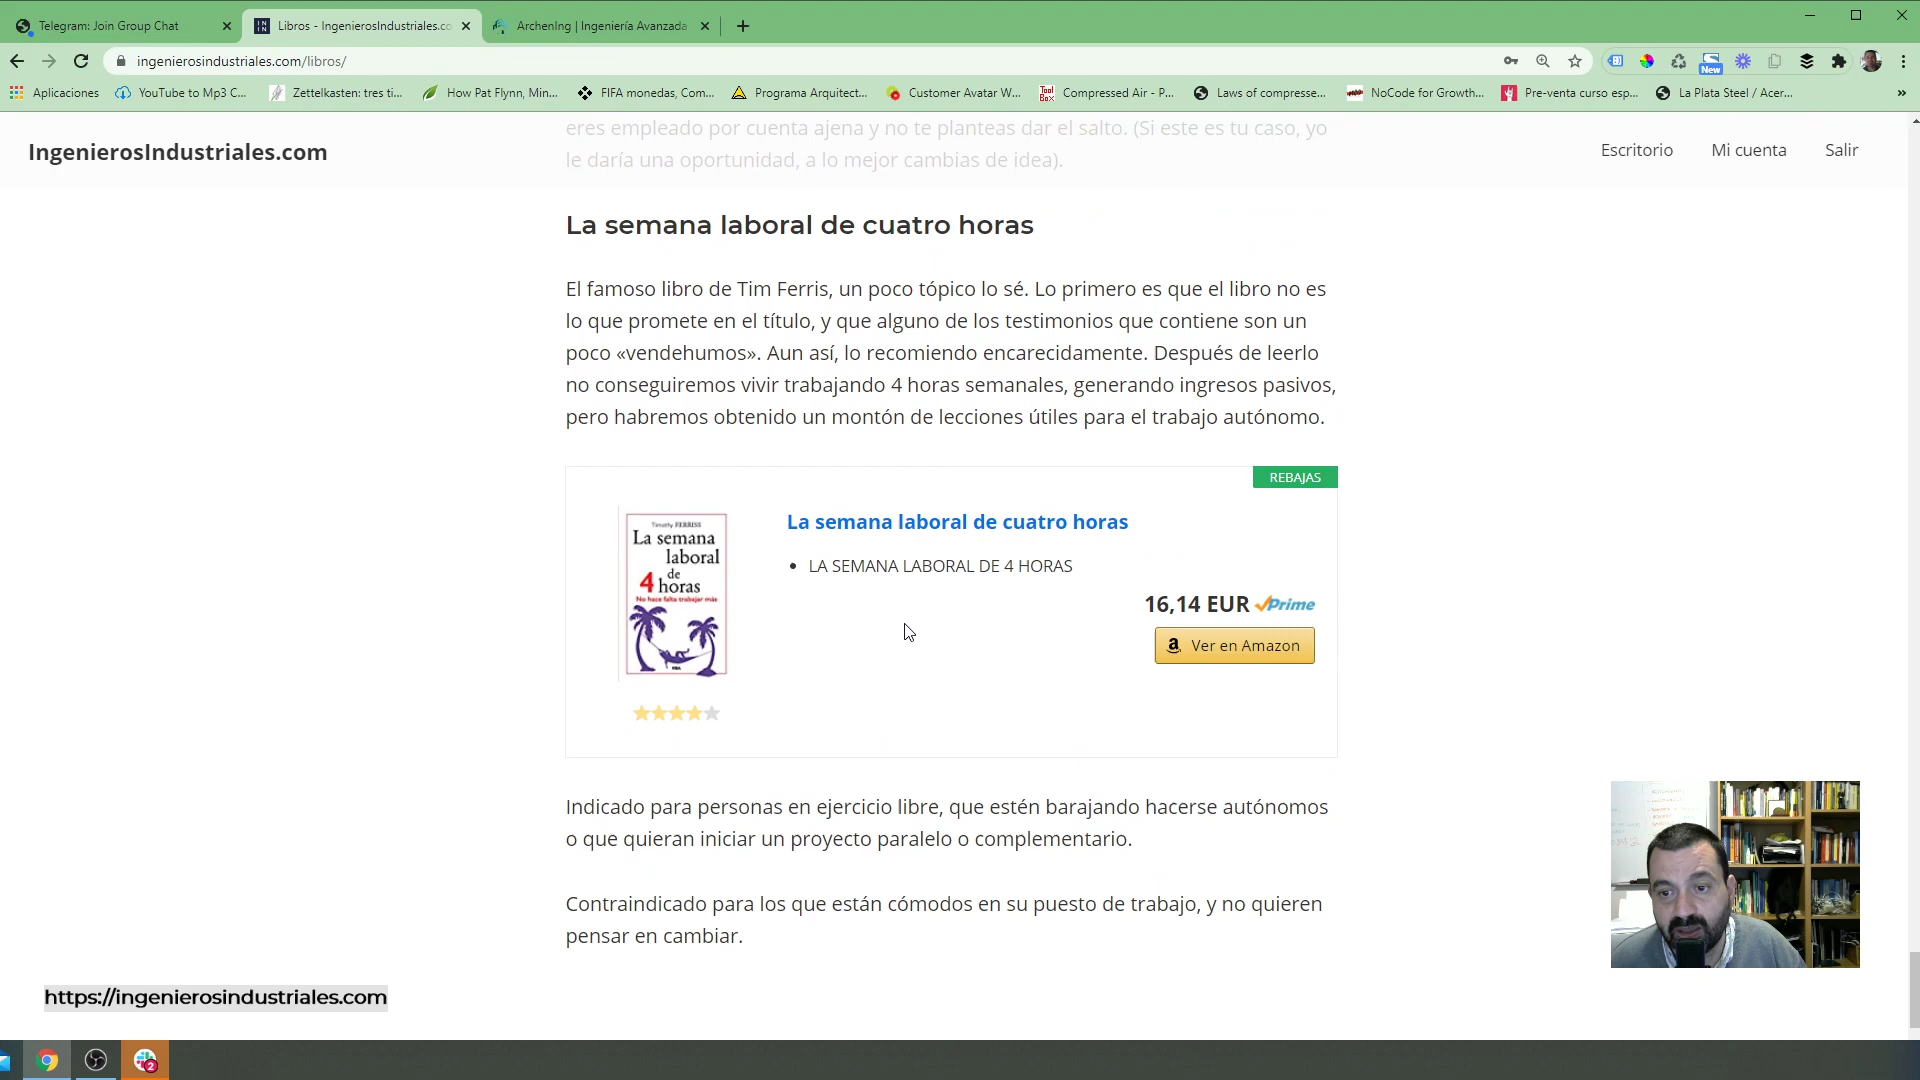 Telegram: Join Group Chat
Libros - IngenierosIndustriales.co
ArchenIng | Ingeniería Avanzada
ingenierosindustriales.com/libros/
New
Aplicaciones
YouTube to Mp3 C...
Zettelkasten: tres ti...
How Pat Flynn, Min...
FIFA monedas, Com...
Programa Arquitect...
Customer Avatar W...
Tool Box
Compressed Air - P...
Laws of compresse...
NoCode for Growth...
Pre-venta curso esp...
La Plata Steel / Acer...
»
eres empleado por cuenta ajena y no te planteas dar el salto. (Si este es tu caso, yo
le daría una oportunidad, a lo mejor cambias de idea).
IngenierosIndustriales.com
Escritorio
Mi cuenta
Salir
La semana laboral de cuatro horas
El famoso libro de Tim Ferris, un poco tópico lo sé. Lo primero es que el libro no es
lo que promete en el título, y que alguno de los testimonios que contiene son un
poco «vendehumos». Aun así, lo recomiendo encarecidamente. Después de leerlo
no conseguiremos vivir trabajando 4 horas semanales, generando ingresos pasivos,
pero habremos obtenido un montón de lecciones útiles para el trabajo autónomo.
REBAJAS
Timothy FERRISS
La semana
laboral
de
4 horas
No hace falta trabajar más
La semana laboral de cuatro horas
• LA SEMANA LABORAL DE 4 HORAS
16,14 EUR Prime
Ver en Amazon
Indicado para personas en ejercicio libre, que estén barajando hacerse autónomos
o que quieran iniciar un proyecto paralelo o complementario.
Contraindicado para los que están cómodos en su puesto de trabajo, y no quieren
pensar en cambiar.
https://ingenierosindustriales.com
2